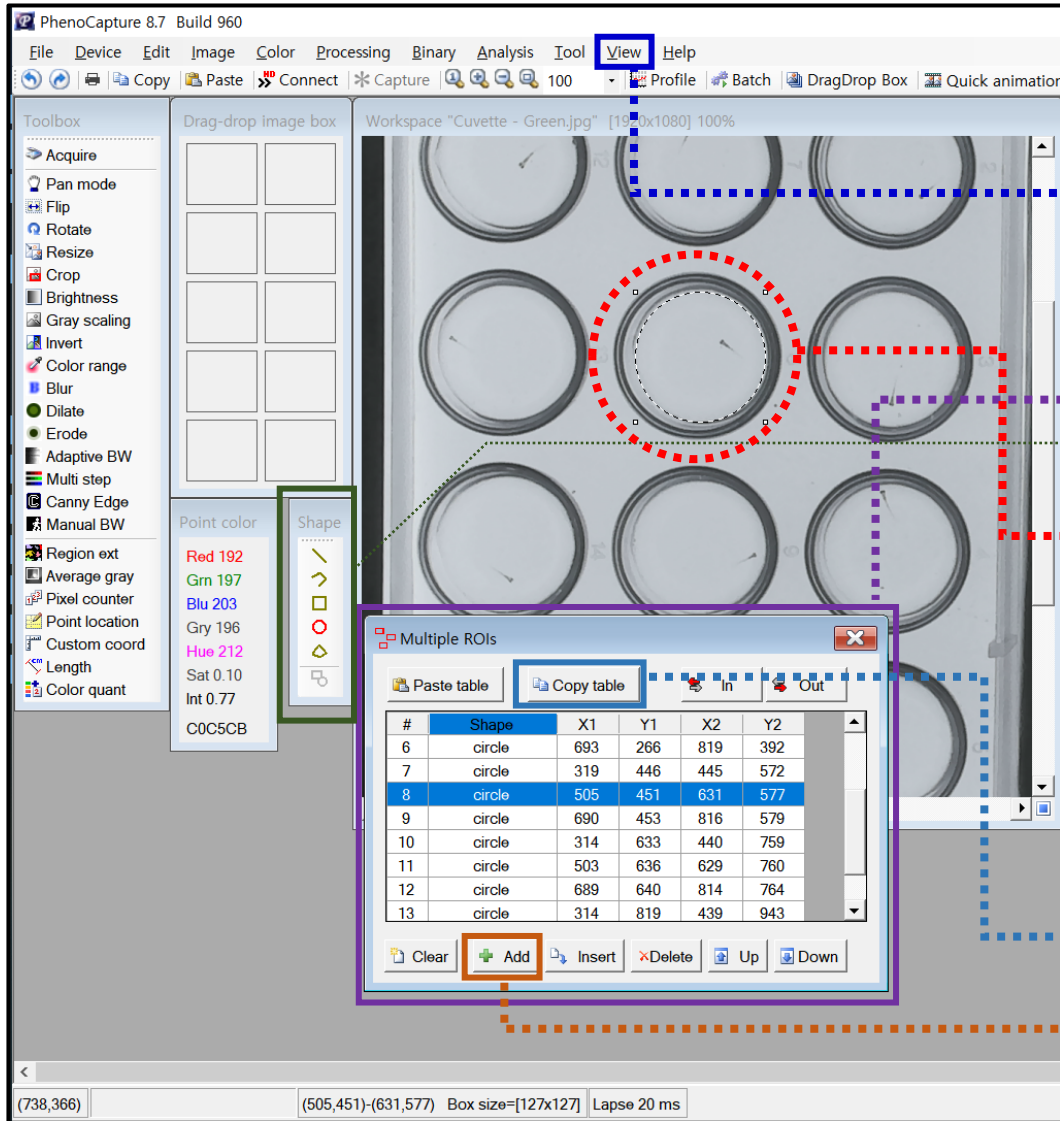 PhenoCapture 8.7 Build 960
File Device Edit Image Color Processing Binary Analysis Tool View Help
Copy Paste Connect Capture 100 Profile Batch DragDrop Box Quick animation
Toolbox
Acquire
Pan mode
Flip
Rotate
Resize
Crop
Brightness
Gray scaling
Invert
Color range
Blur
Dilate
Erode
Adaptive BW
Multi step
Canny Edge
Manual BW
Region ext
Average gray
Pixel counter
Point location
Custom coord
Length
Color quant
Drag-drop image box
Point color
Red 192
Grn 197
Blu 203
Gry 196
Hue 212
Sat 0.10
Int 0.77
C0C5CB
Shape
Workspace "Cuvette - Green.jpg" [1920x1080] 100%
Multiple ROIs
Paste table Copy table In Out
# Shape X1 Y1 X2 Y2
6 circle 693 266 819 392
7 circle 319 446 445 572
8 circle 505 451 631 577
9 circle 690 453 816 579
10 circle 314 633 440 759
11 circle 503 636 629 760
12 circle 689 640 814 764
13 circle 314 819 439 943
Clear Add Insert Delete Up Down
(738,366) (505,451)-(631,577) Box size=[127x127] Lapse 20 ms